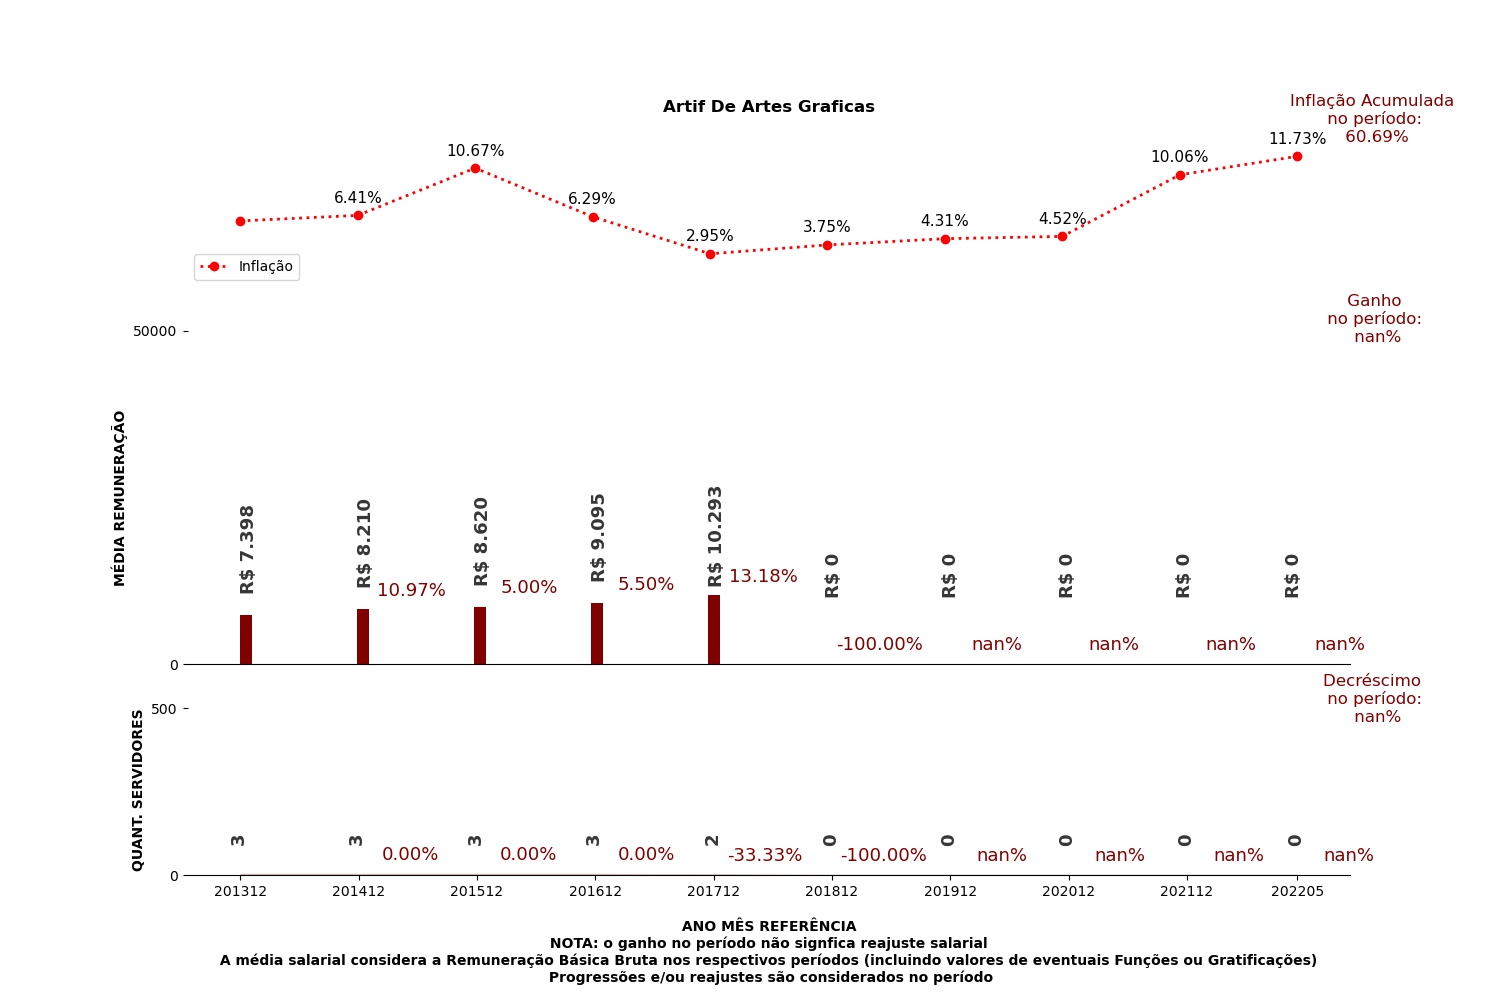 Artif De Artes Graficas
Inflação Acumulada
no período:
60.69%
6.41%
10.67%
6.29%
2.95%
3.75%
4.31%
4.52%
10.06%
11.73%
Inflação
Ganho
no período:
nan%
MÉDIA REMUNERAÇÃO
50000
0
R$ 7.398
R$ 8.210
R$ 8.620
R$ 9.095
R$ 10.293
R$ 0
R$ 0
R$ 0
R$ 0
R$ 0
10.97%
5.00%
5.50%
13.18%
-100.00%
nan%
nan%
nan%
nan%
Decréscimo
no período:
nan%
QUANT. SERVIDORES
500
0
3
3
3
3
2
0
0
0
0
0
0.00%
0.00%
0.00%
-33.33%
-100.00%
nan%
nan%
nan%
nan%
201312
201412
201512
201612
201712
201812
201912
202012
202112
202205
ANO MÊS REFERÊNCIA
NOTA: o ganho no período não signfica reajuste salarial
A média salarial considera a Remuneração Básica Bruta nos respectivos períodos (incluindo valores de eventuais Funções ou Gratificações)
Progressões e/ou reajustes são considerados no período